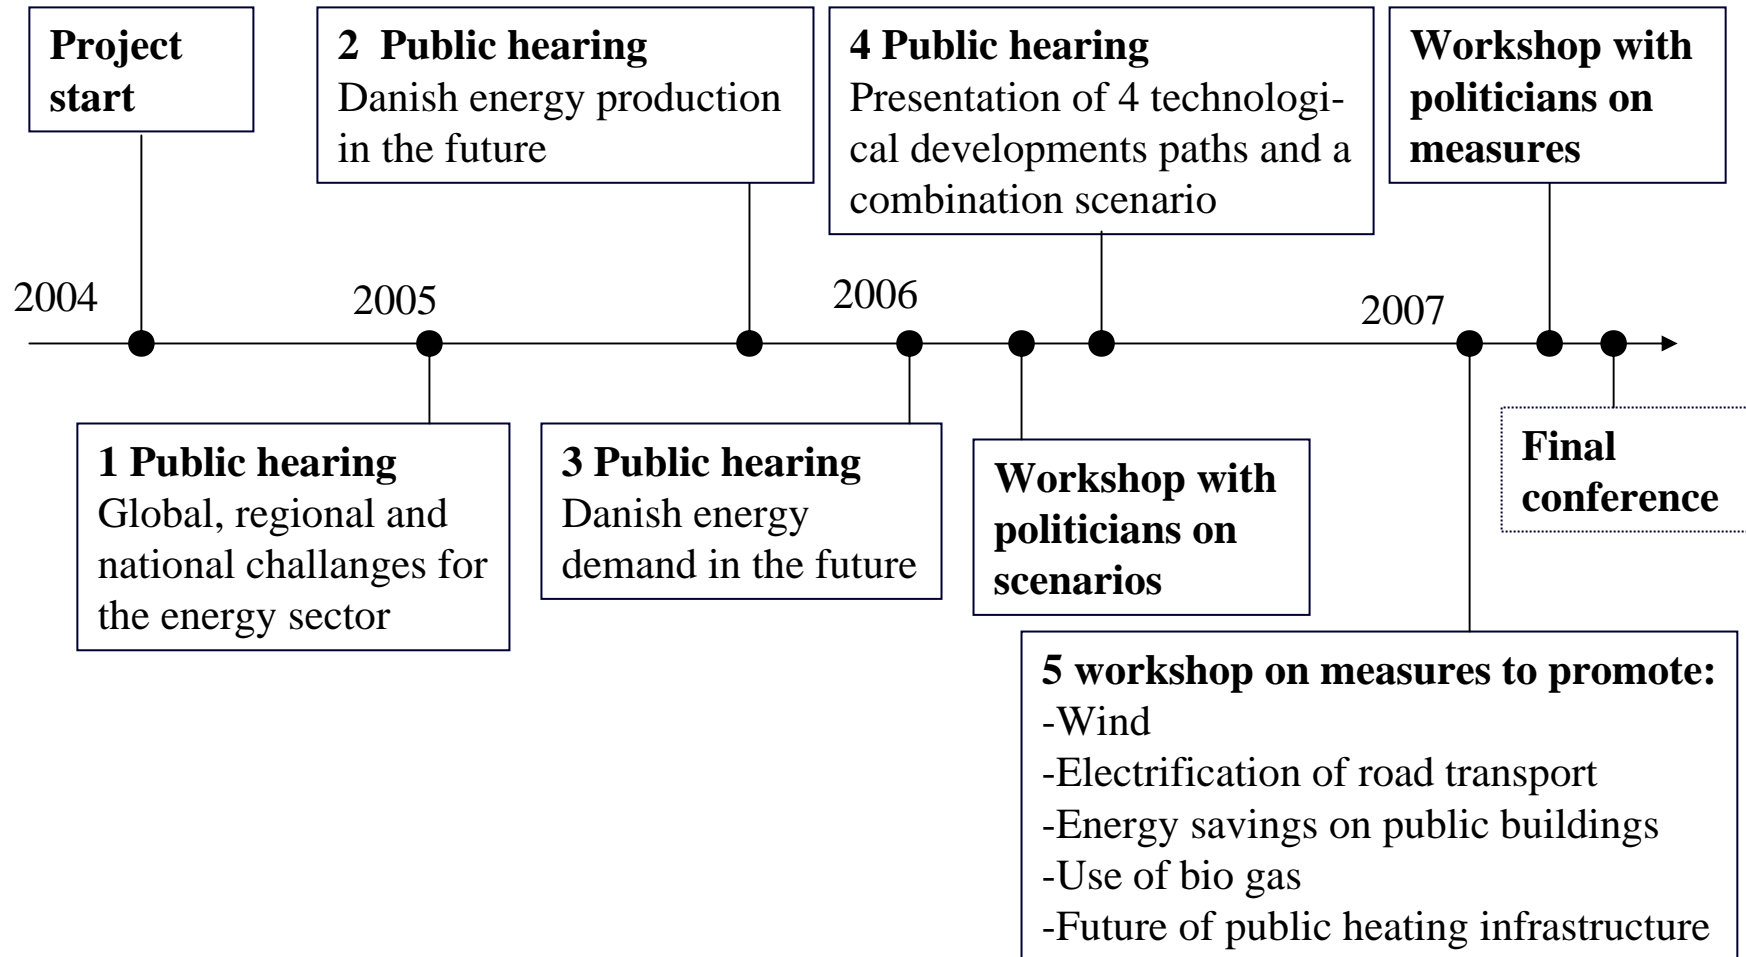 Project
start
2  Public hearing
Danish energy production
in the future
4 Public hearing
Presentation of 4 technologi-
cal developments paths and a
combination scenario
Workshop with
politicians on
measures
2004
2005
2006
2007
1 Public hearing
Global, regional and
national challanges for
the energy sector
3 Public hearing
Danish energy
demand in the future
Workshop with
politicians on
scenarios
Final
conference
5 workshop on measures to promote:
-Wind
-Electrification of road transport
-Energy savings on public buildings
-Use of bio gas
-Future of public heating infrastructure